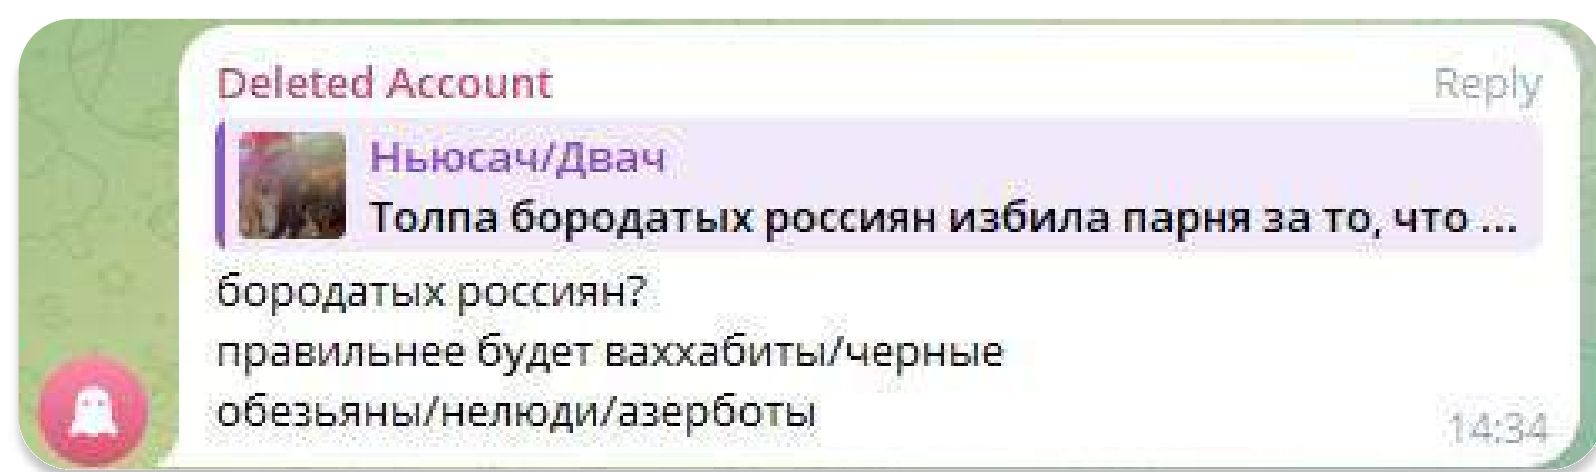 Deleted Account
Reply
Ньюсач/Двач
Толпа бородатых россиян избила парня за то, что ...
бородатых россиян?
правильнее будет ваххабиты/черные
обезьяны/нелюди/азерботы
14:34